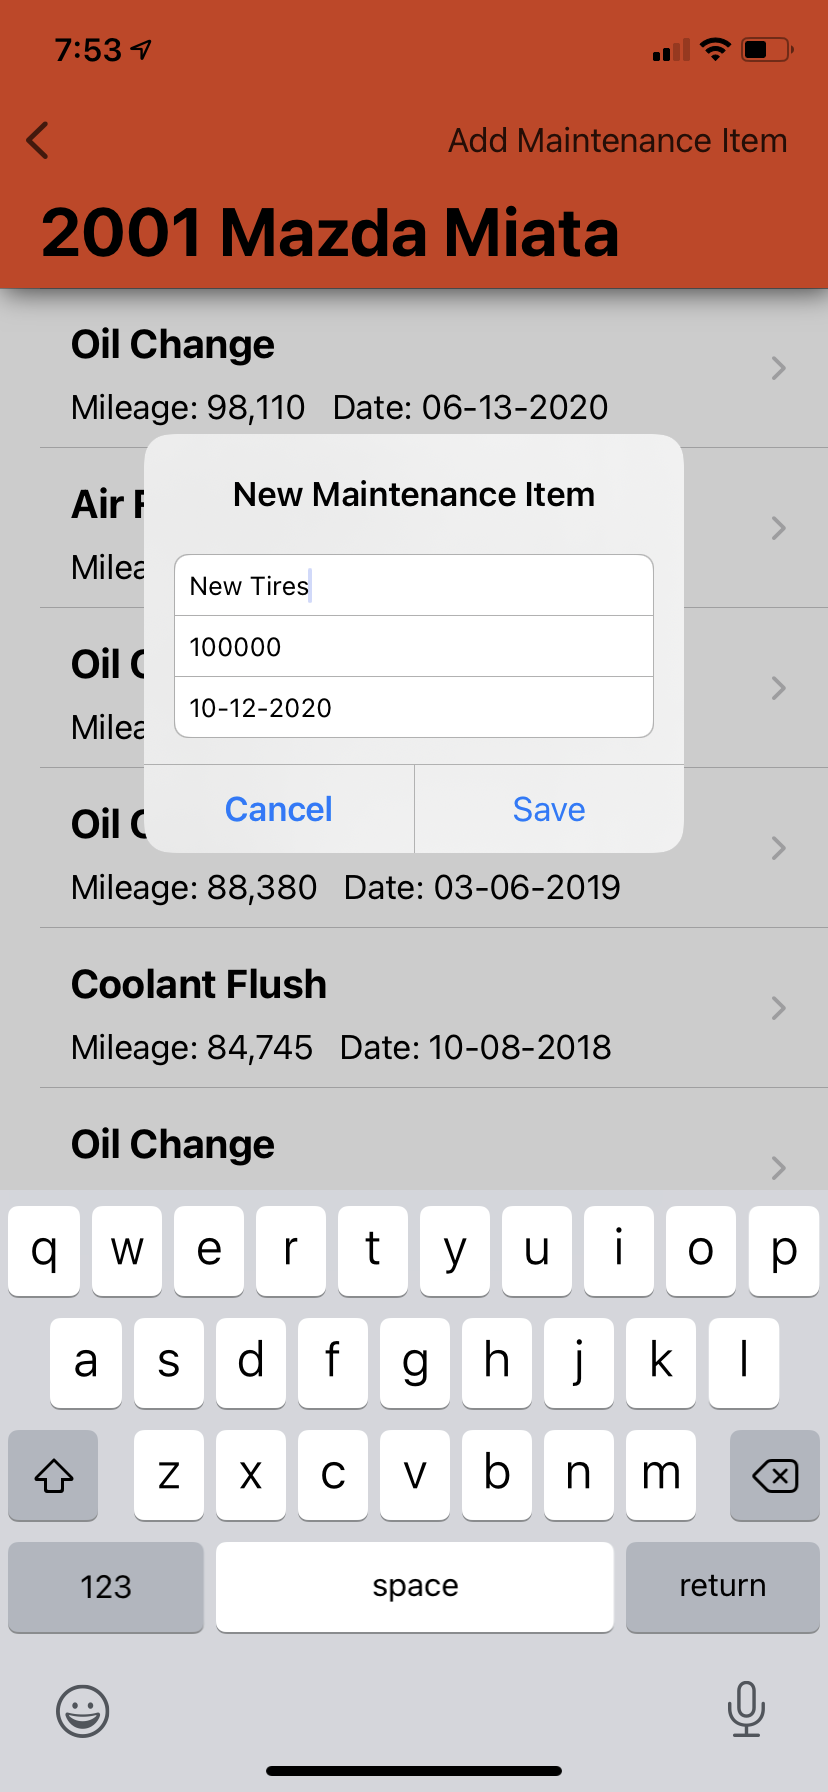 7:53
Add Maintenance Item
2001 Mazda Miata
Oil Change
Mileage: 98,110 Date: 06-13-2020
Air
New Maintenance Item
New Tires
100000
10-12-2020
Oil
Cancel Save
Oil
Mileage: 88,380 Date: 03-06-2019
Coolant Flush
Mileage: 84,745 Date: 10-08-2018
Oil Change
q w e r t y u i o p
a s d f g h j k l
z x c v b n m
123 space return